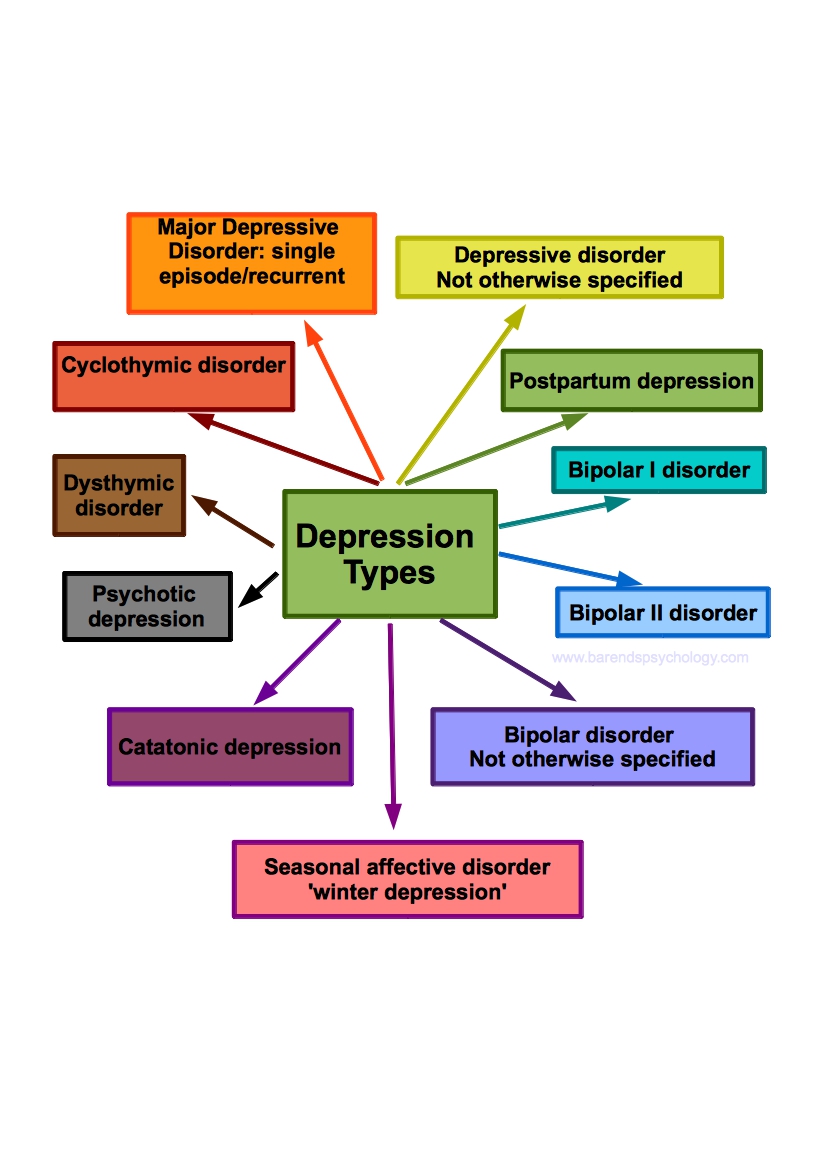 Major Depressive
Disorder: single
episode/recurrent
Depressive disorder
Not otherwise specified
Cyclothymic disorder
Postpartum depression
Bipolar I disorder
Dysthymic
disorder
Depression
Types
Psychotic
depression
Bipolar II disorder
www.barendspsychology.com
Catatonic depression
Bipolar disorder
Not otherwise specified
Seasonal affective disorder
'winter depression'